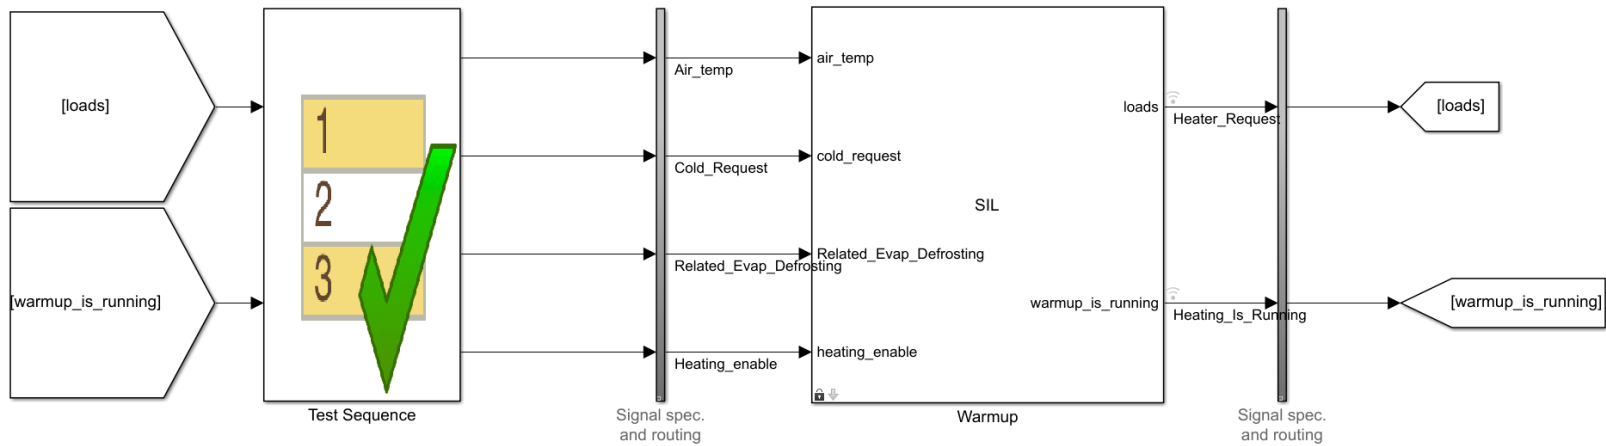 [loads]
[warmup_is_running]
1
2
3
Test Sequence
Air_temp
Cold_Request
Related_Evap_Defrosting
Heating_enable
Signal spec.
and routing
air_temp
cold_request
Related_Evap_Defrosting
heating_enable
SIL
loads
warmup_is_running
Warmup
Heater_Request
Heating_Is_Running
Signal spec.
and routing
[loads]
[warmup_is_running]